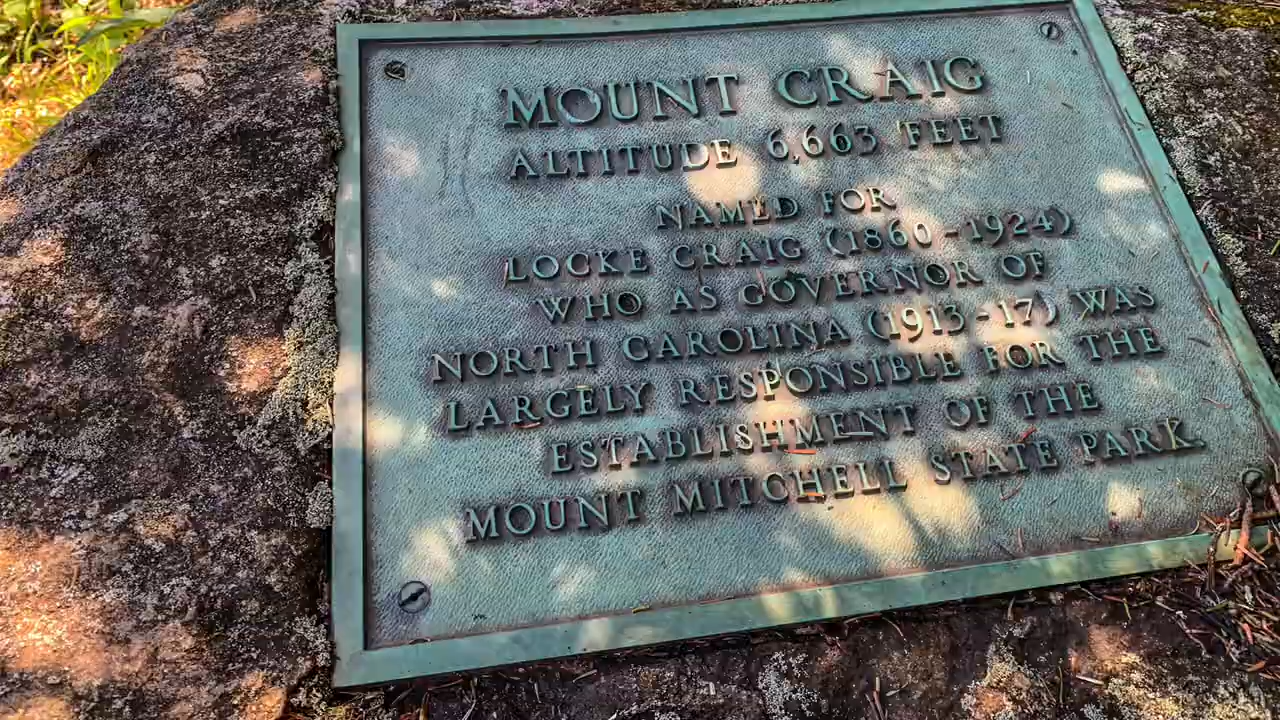 MOUNT CRAIG
ALTITUDE 6,663 FEET
NAMED FOR
LOCKE CRAIG (1860-1924)
WHO AS GOVERNOR OF
NORTH CAROLINA (1913-17) WAS
LARGELY RESPONSIBLE FOR THE
ESTABLISHMENT OF THE
MOUNT MITCHELL STATE PARK.